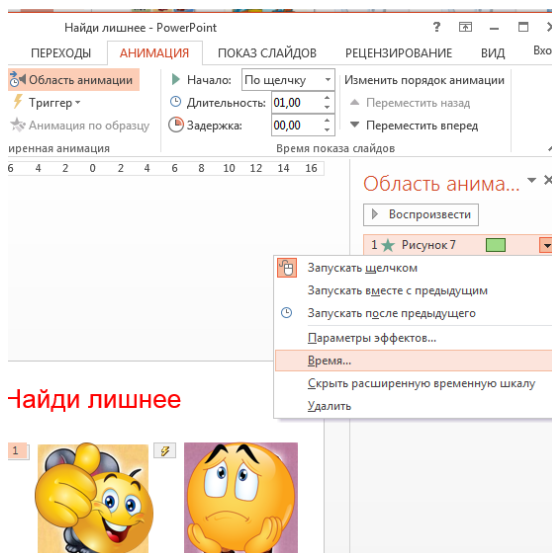 Найди лишнее - PowerPoint ?
ПЕРЕХОДЫ АНИМАЦИЯ ПОКАЗ СЛАЙДОВ РЕЦЕНЗИРОВАНИЕ ВИД Вхо
Область анимации Начало: По щелчку Изменить порядок анимации
Триггер Длительность: 01,00 Переместить назад
Анимация по образцу Задержка: 00,00 Переместить вперед
иренная анимация Время показа слайдов
6 4 2 0 2 4 6 8 10 12 14 16
Область анима...
Воспроизвести
1 Рисунок 7
Запускать щелчком
Запускать вместе с предыдущим
Запускать после предыдущего
Параметры эффектов...
Время...
Скрыть расширенную временную шкалу
Удалить
Найди лишнее
1